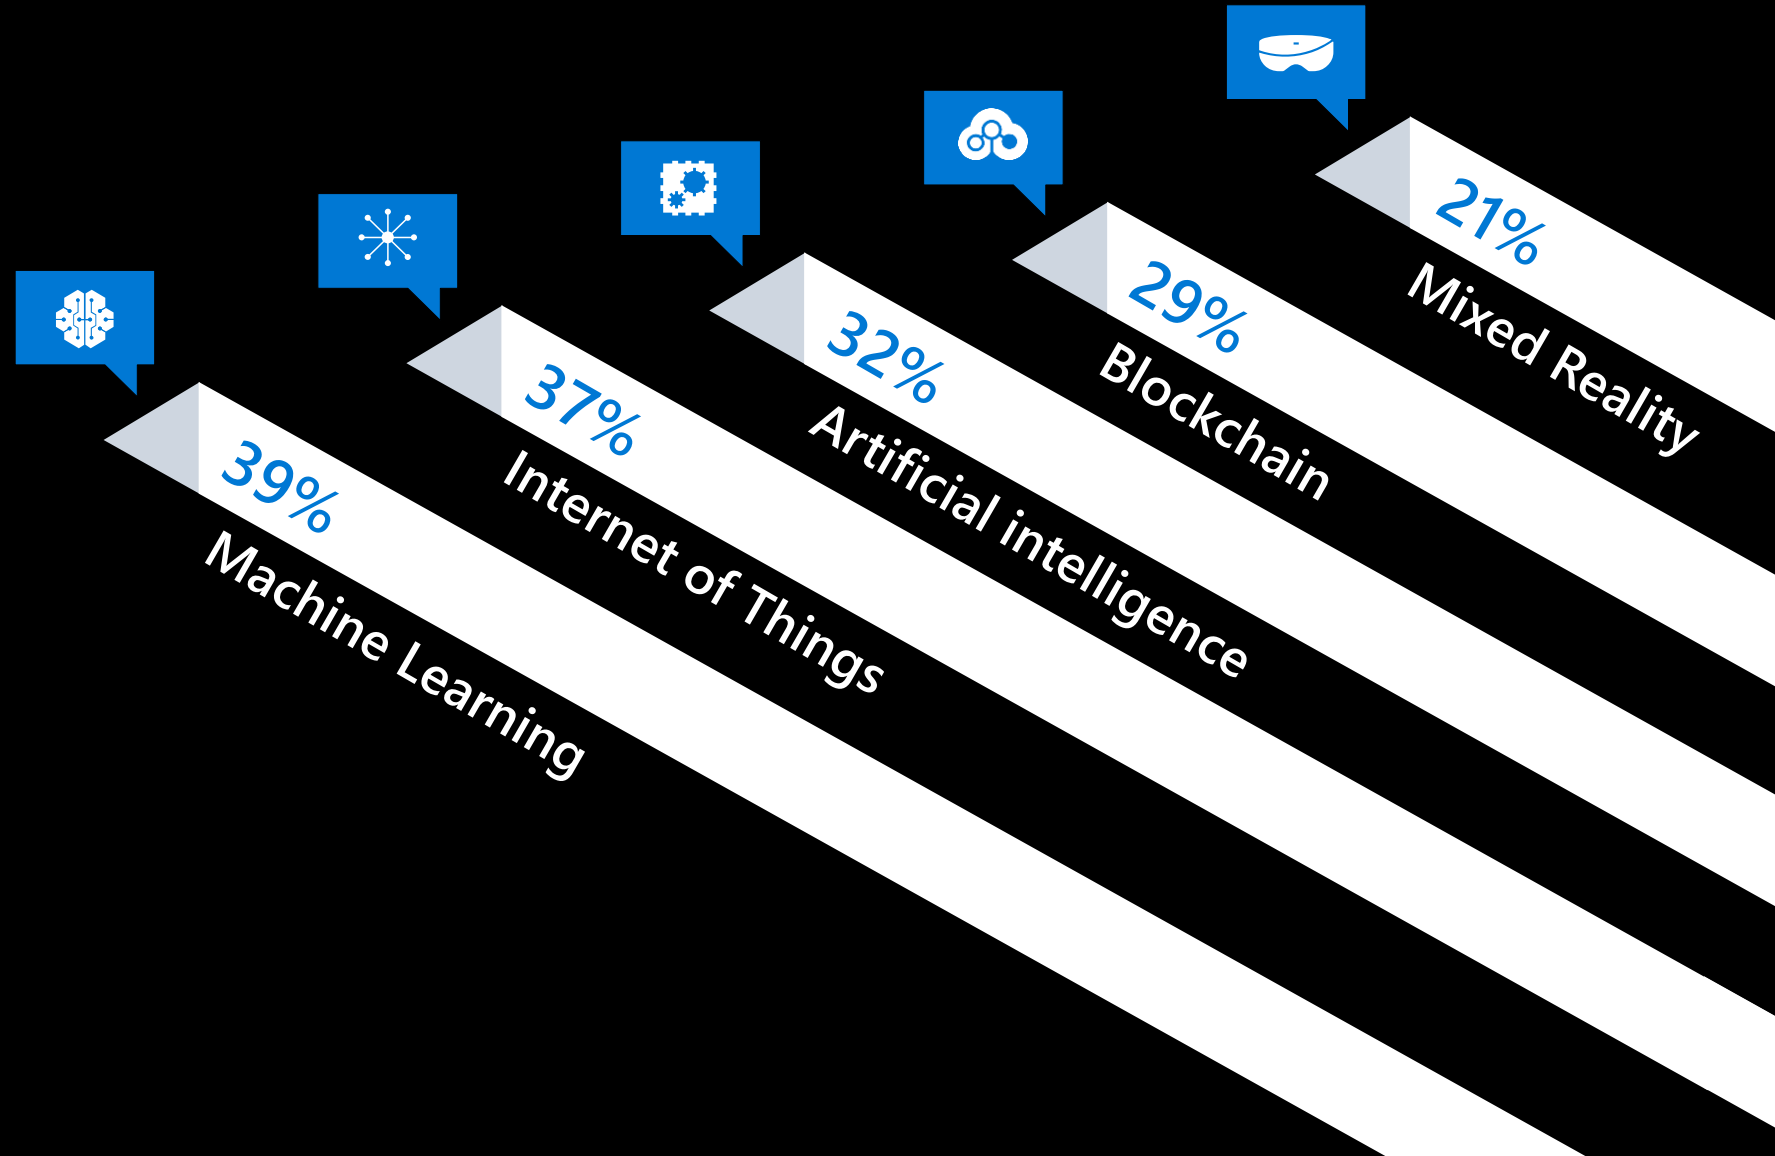 39%
Machine Learning
37%
Internet of Things
32%
Artificial intelligence
29%
Blockchain
21%
Mixed Reality